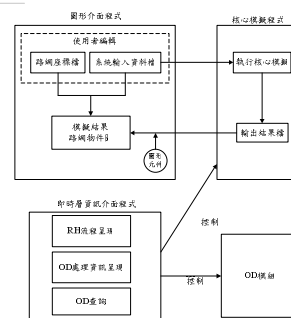 圖形介面程式
核心模擬程式
使用者編輯
路網座標檔
系統輸入資料檔
執行核心模擬
模擬結果
路網物件
輸出結果檔
圖形
元件
即時層資訊介面程式
RH流程呈現
OD處理資訊呈現
OD查詢
控制
控制
OD模組